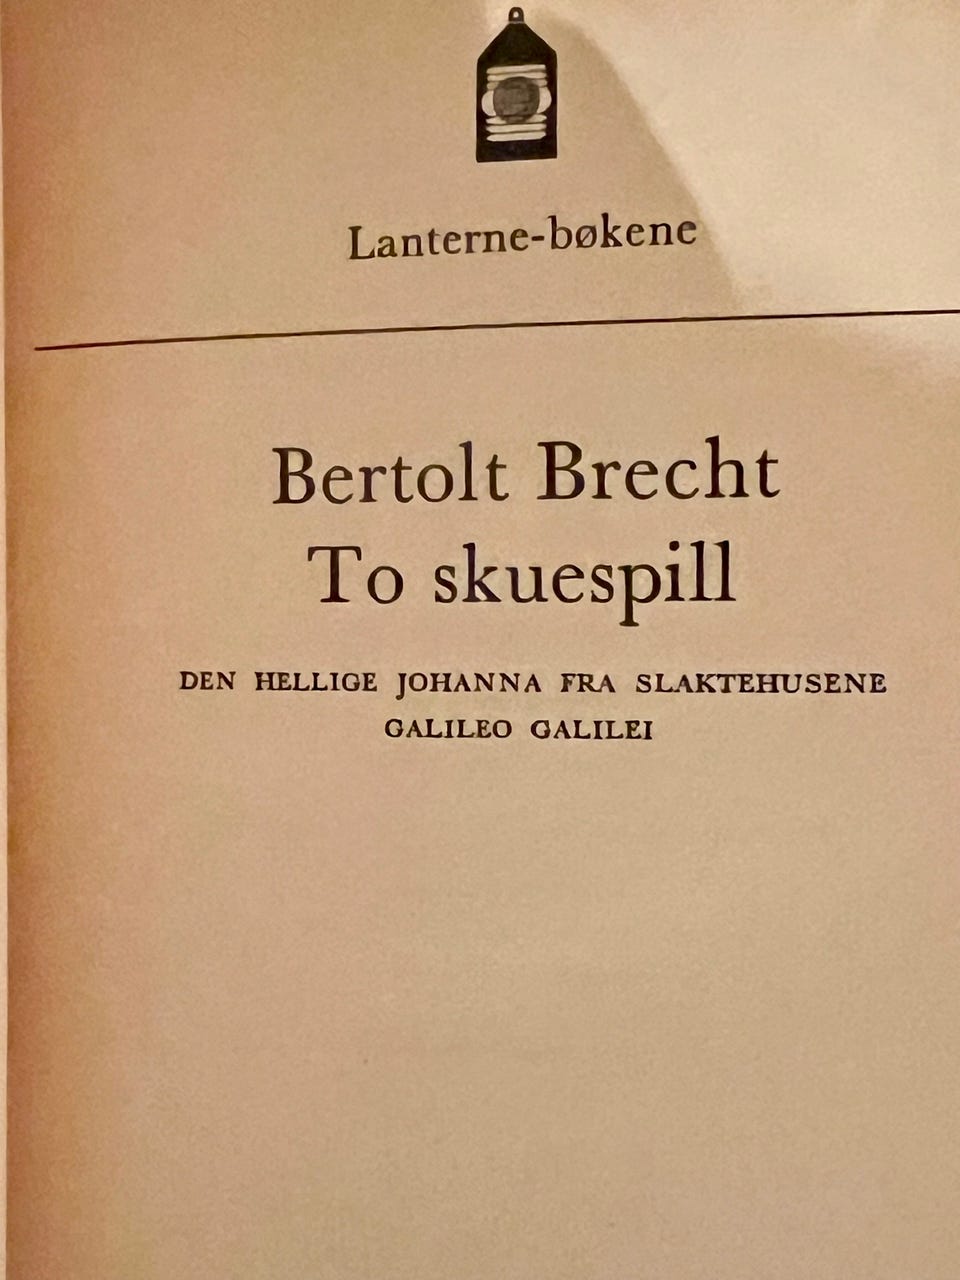 Lanterne-bøkene
Bertolt Brecht
To skuespill
DEN HELLIGE JOHANNA FRA SLAKTEHUSENE
GALILEO GALILEI